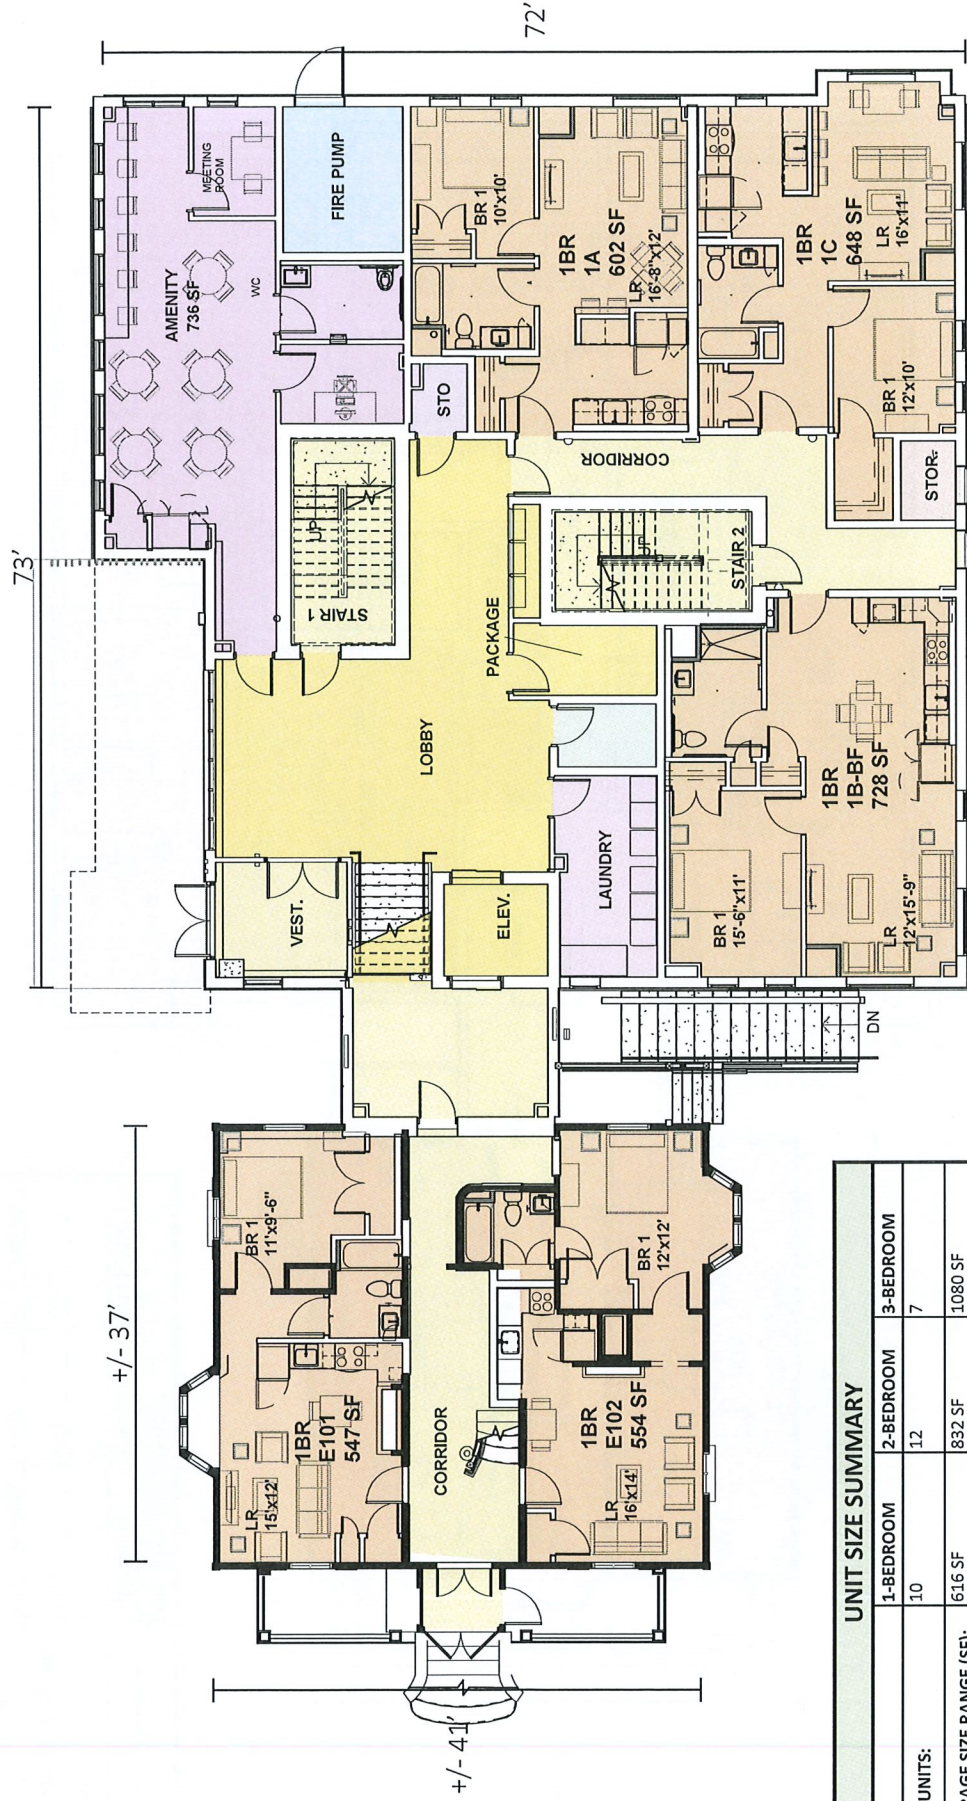 72'
73'
AMENITY
736 SF
MEETING
ROOM
WC
FIRE PUMP
BR 1
10'x10'
1BR
1A
602 SF
LR
16'-8"x12'
1BR
1C
648 SF
LR
16'x11'
BR 1
12'x10'
STOR.
STO
CORRIDOR
UP
STAIR 1
STAIR 2
PACKAGE
LOBBY
VEST.
ELEV.
LAUNDRY
1BR
1B-BF
728 SF
BR 1
15'-6"x11'
LR
12'x15'-9"
DN
+/- 37'
BR 1
11'x9'-6"
1BR
E101
547 SF
LR
15'x12'
CORRIDOR
BR 1
12'x12'
1BR
E102
554 SF
LR
16'x14'
+/- 41'
UNIT SIZE SUMMARY
1-BEDROOM 2-BEDROOM 3-BEDROOM
UNITS: 10 12 7
SIZE RANGE (SF): 616 SF 832 SF 1080 SF